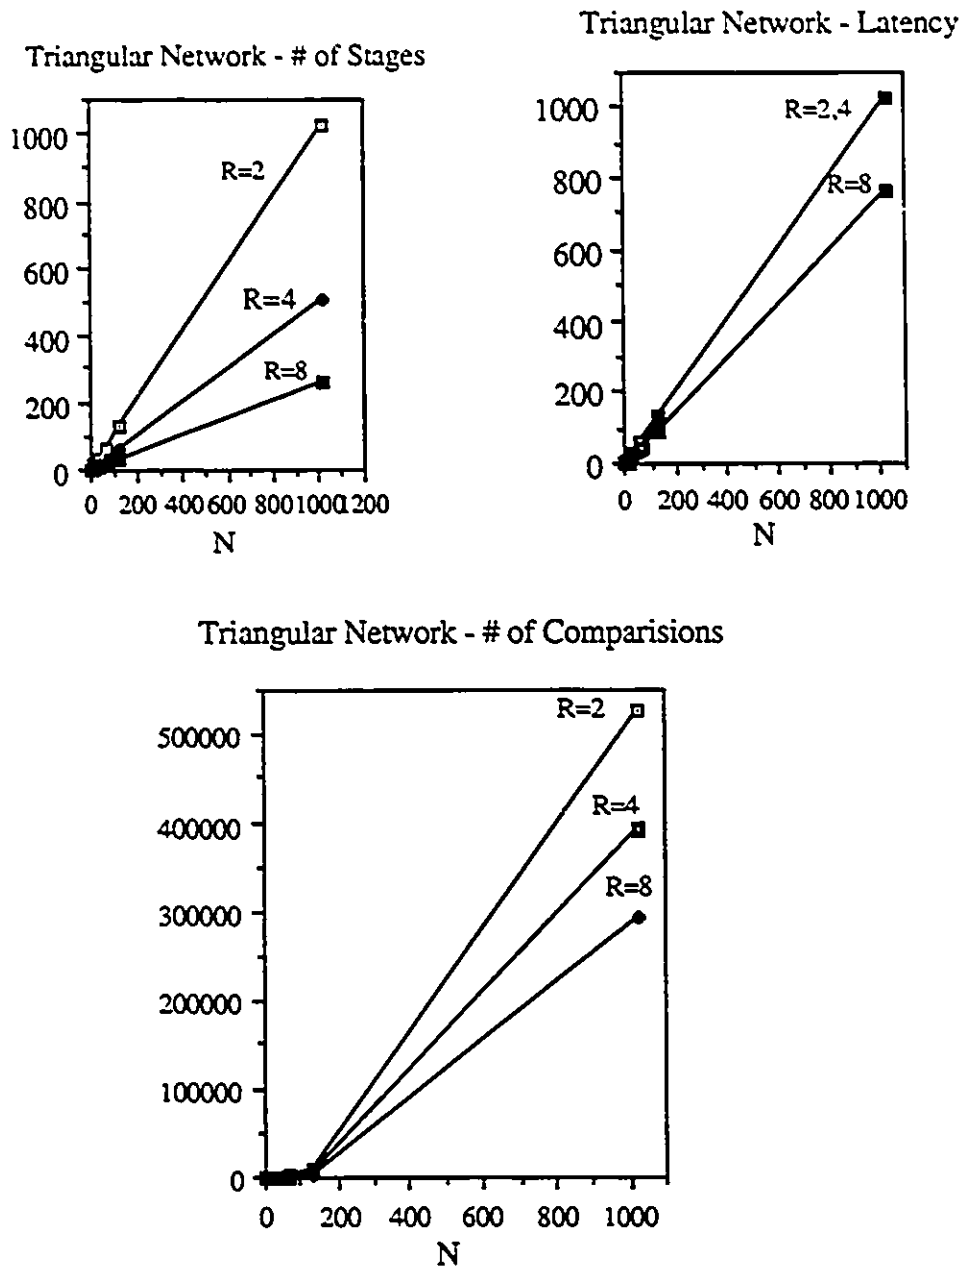 Triangular Network - # of Stages
1000
800
600
400
200
0
R=2
R=4
R=8
0 200 400 600 800 1000 1200
N
Triangular Network - Latency
1000
800
600
400
200
0
R=2,4
R=8
0 200 400 600 800 1000
N
Triangular Network - # of Comparisions
500000
400000
300000
200000
100000
0
R=2
R=4
R=8
0 200 400 600 800 1000
N